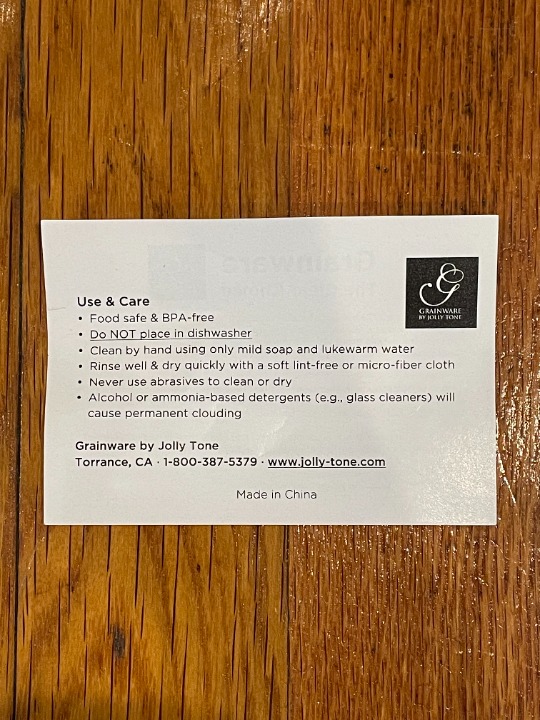 GRAINWARE
BY JOLLY TONE
Use & Care
• Food safe & BPA-free
• Do NOT place in dishwasher
• Clean by hand using only mild soap and lukewarm water
• Rinse well & dry quickly with a soft lint-free or micro-fiber cloth
• Never use abrasives to clean or dry
• Alcohol or ammonia-based detergents (e.g., glass cleaners) will
cause permanent clouding
Grainware by Jolly Tone
Torrance, CA · 1-800-387-5379 · www.jolly-tone.com
Made in China